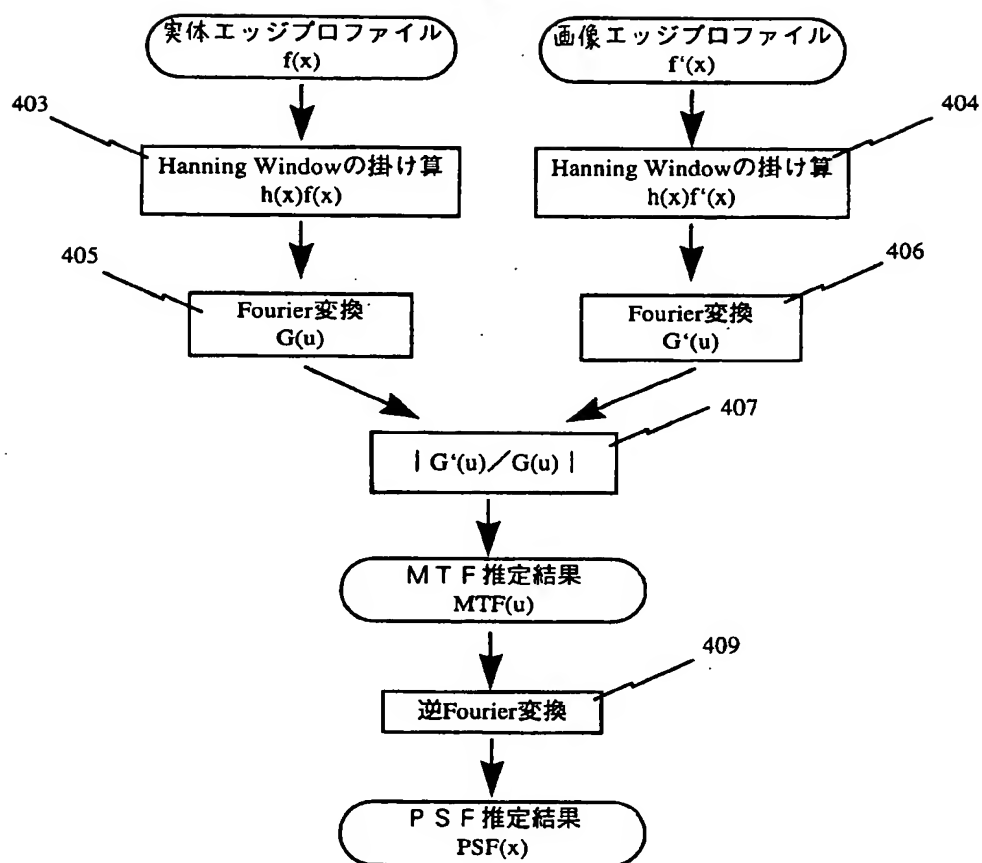 実体エッジプロファイル
f(x)
画像エッジプロファイル
f‘(x)
403
404
Hanning Windowの掛け算
h(x)f(x)
Hanning Windowの掛け算
h(x)f‘(x)
405
406
Fourier変換
G(u)
Fourier変換
G‘(u)
407
| G‘(u)／G(u) |
ＭＴＦ推定結果
MTF(u)
409
逆Fourier変換
ＰＳＦ推定結果
PSF(x)